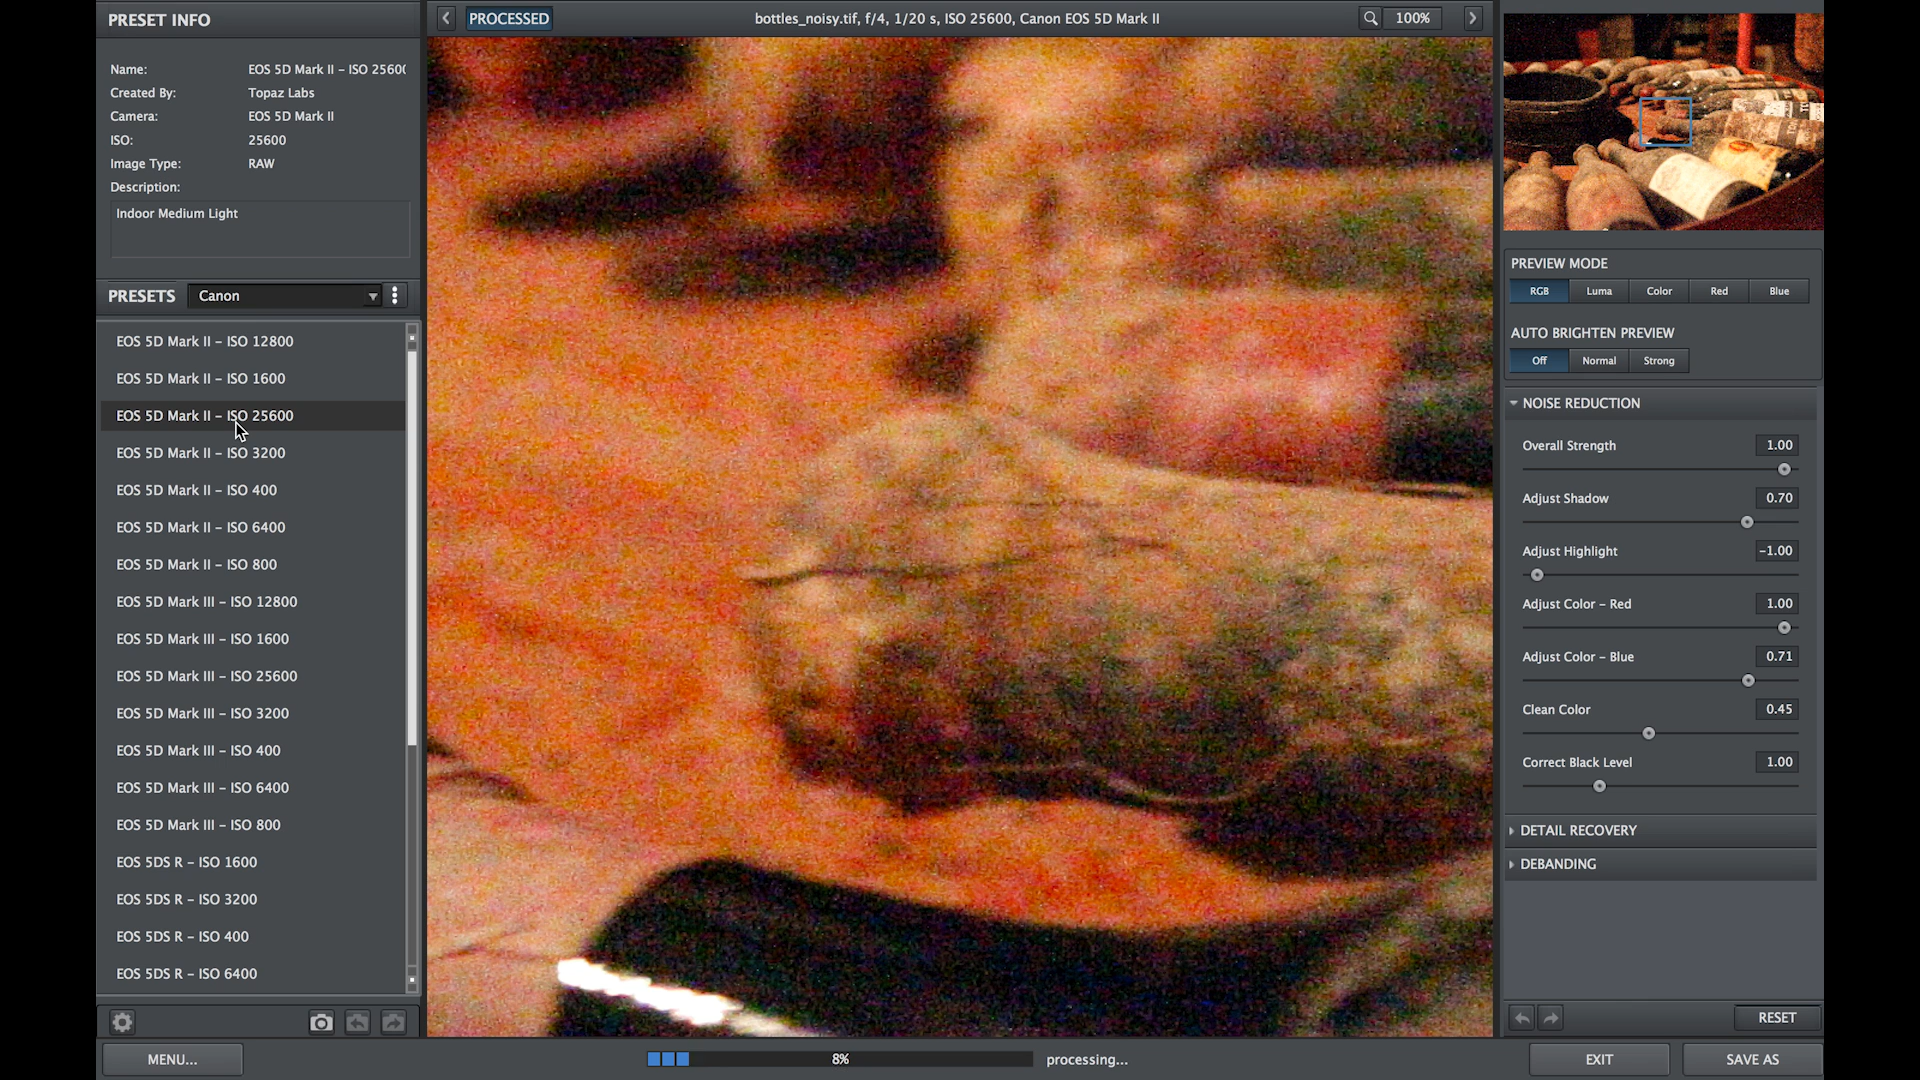 PRESET INFO
Name: EOS 5D Mark II – ISO 2560
Created By: Topaz Labs
Camera: EOS 5D Mark II
ISO: 25600
Image Type: RAW
Description:
Indoor Medium Light
PRESETS Canon
EOS 5D Mark II – ISO 12800
EOS 5D Mark II – ISO 1600
EOS 5D Mark II – ISO 25600
EOS 5D Mark II – ISO 3200
EOS 5D Mark II – ISO 400
EOS 5D Mark II – ISO 6400
EOS 5D Mark II – ISO 800
EOS 5D Mark III – ISO 12800
EOS 5D Mark III – ISO 1600
EOS 5D Mark III – ISO 25600
EOS 5D Mark III – ISO 3200
EOS 5D Mark III – ISO 400
EOS 5D Mark III – ISO 6400
EOS 5D Mark III – ISO 800
EOS 5DS R – ISO 1600
EOS 5DS R – ISO 3200
EOS 5DS R – ISO 400
EOS 5DS R – ISO 6400
MENU...
PROCESSED bottles_noisy.tif, f/4, 1/20 s, ISO 25600, Canon EOS 5D Mark II 100%
8% processing...
PREVIEW MODE
RGB Luma Color Red Blue
AUTO BRIGHTEN PREVIEW
Off Normal Strong
NOISE REDUCTION
Overall Strength 1.00
Adjust Shadow 0.70
Adjust Highlight –1.00
Adjust Color – Red 1.00
Adjust Color – Blue 0.71
Clean Color 0.45
Correct Black Level 1.00
DETAIL RECOVERY
DEBANDING
RESET
EXIT SAVE AS